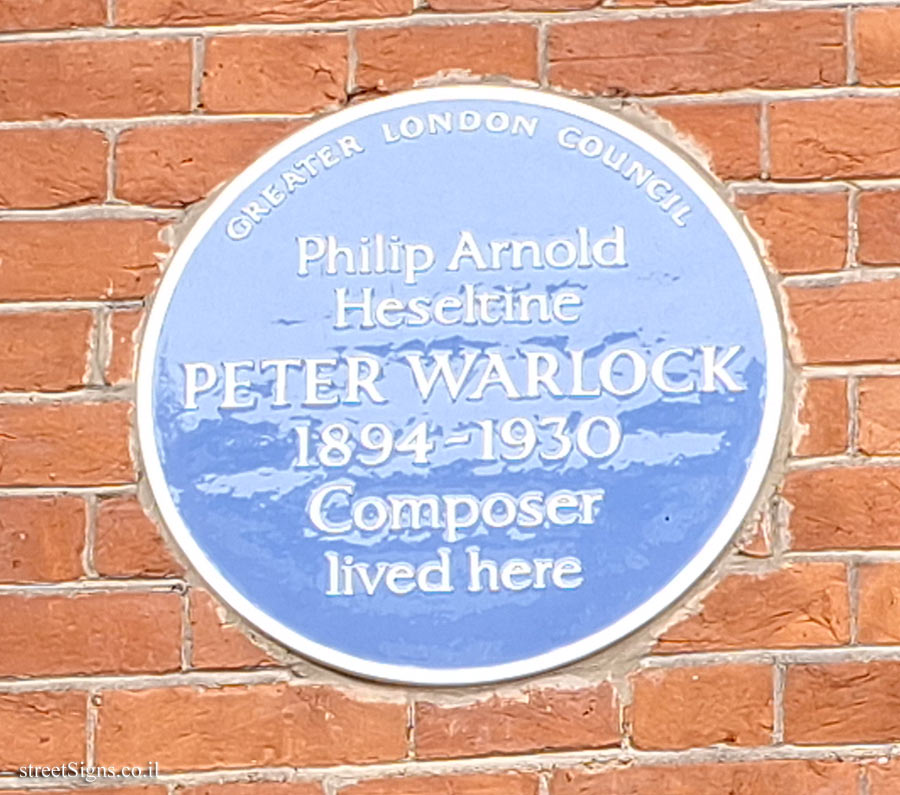 GREATER LONDON COUNCIL
Philip Arnold
Heseltine
PETER WARLOCK
1894-1930
Composer
lived here
streetSigns.co.il